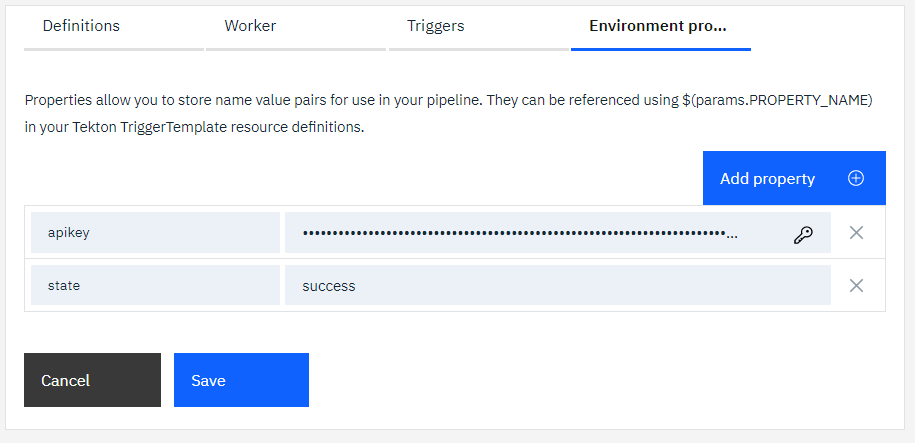 Definitions
Worker
Triggers
Environment pro...
Properties allow you to store name value pairs for use in your pipeline. They can be referenced using $(params.PROPERTY_NAME)
in your Tekton TriggerTemplate resource definitions.
Add property
apikey
state
success
Cancel
Save